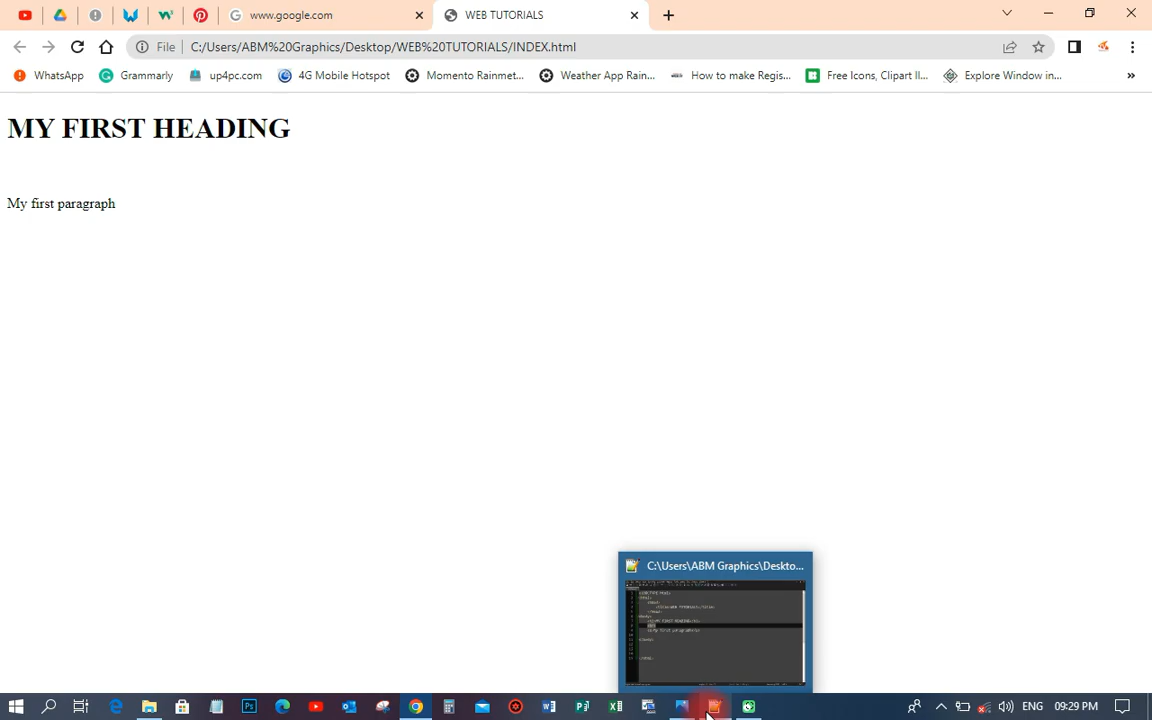 www.google.com
WEB TUTORIALS
File
C:/Users/ABM%20Graphics/Desktop/WEB%20TUTORIALS/INDEX.html
WhatsApp
Grammarly
up4pc.com
4G Mobile Hotspot
Momento Rainmet...
Weather App Rain...
How to make Regis...
Free Icons, Clipart Il...
Explore Window in...
MY FIRST HEADING
My first paragraph
C:\Users\ABM Graphics\Deskto...
ENG
09:29 PM